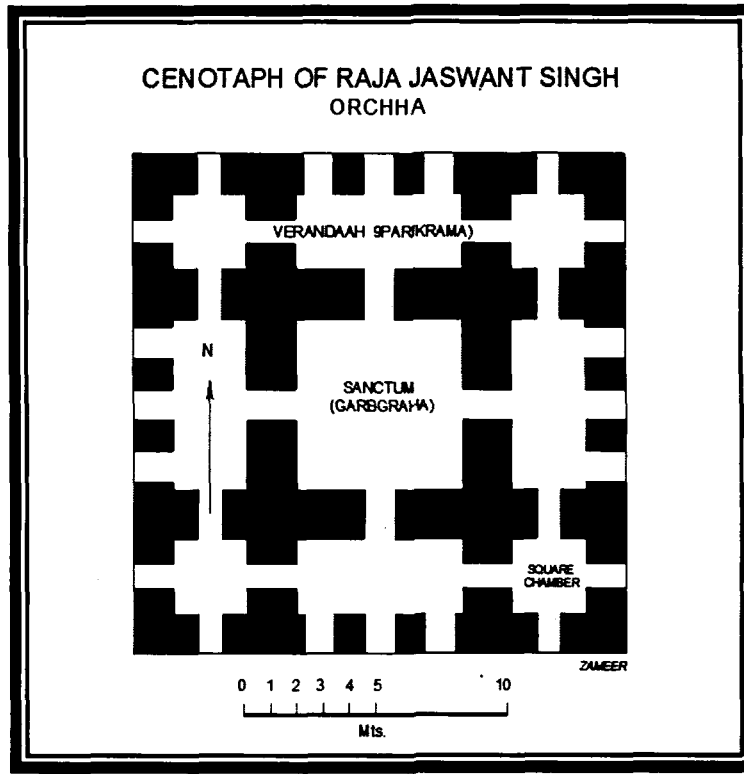 CENOTAPH OF RAJA JASWANT SINGH
ORCHHA
VERANDAAH 9PARIKRAMA)
N
SANCTUM
(GARBGRAHA)
SQUARE
CHAMBER
ZAMEER
0 1 2 3 4 5 10
Mts.